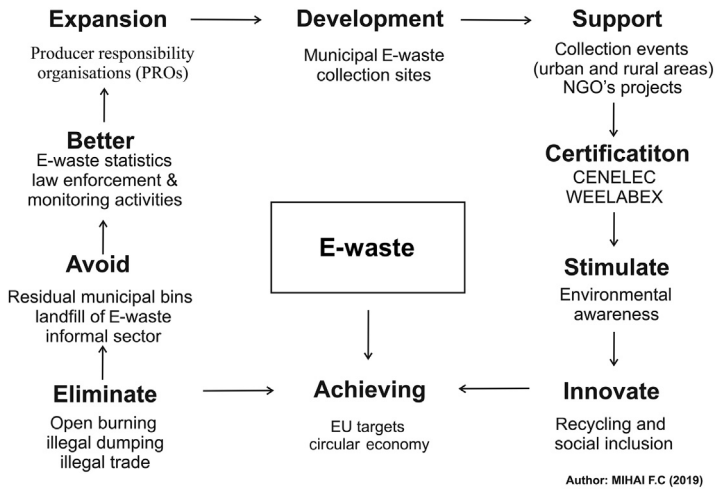 Expansion
Producer responsibility
organisations (PROs)
Development
Municipal E-waste
collection sites
Support
Collection events
(urban and rural areas)
NGO's projects
Better
E-waste statistics
law enforcement &
monitoring activities
Certificatiton
CENELEC
WEELABEX
E-waste
Avoid
Residual municipal bins
landfill of E-waste
informal sector
Stimulate
Environmental
awareness
Eliminate
Open burning
illegal dumping
illegal trade
Achieving
EU targets
circular economy
Innovate
Recycling and
social inclusion
Author: MIHAI F.C (2019)